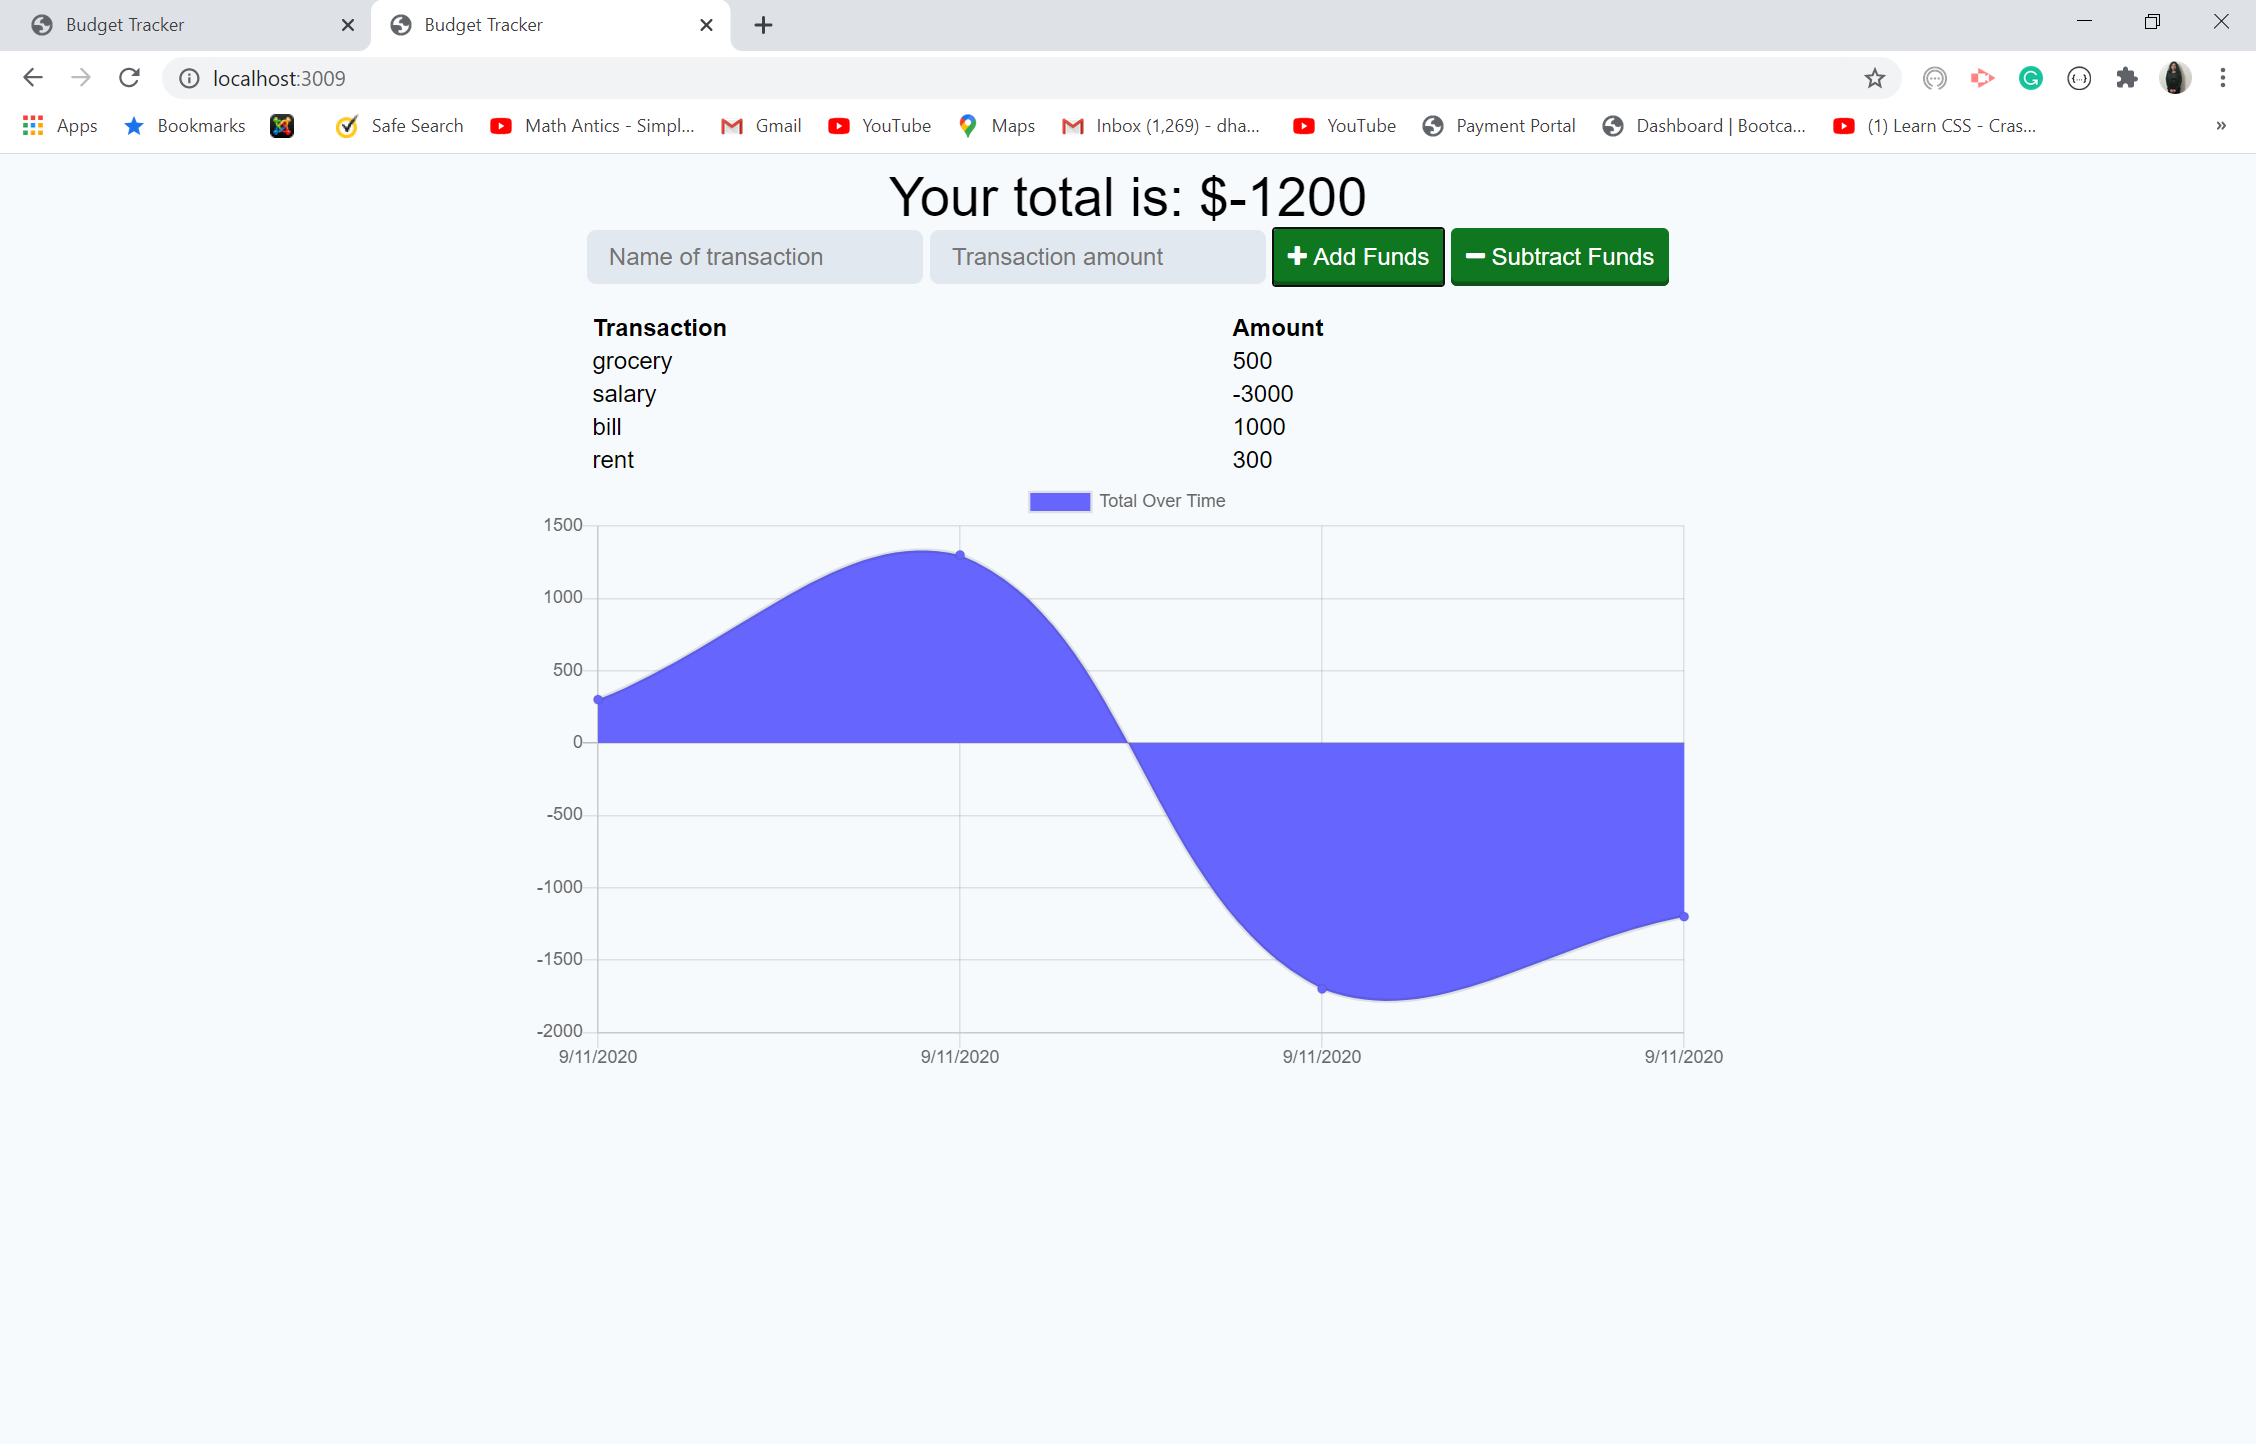 Budget Tracker Budget Tracker
localhost:3009
Apps Bookmarks Safe Search Math Antics - Simpl... Gmail YouTube Maps Inbox (1,269) - dha... YouTube Payment Portal Dashboard | Bootca... (1) Learn CSS - Cras... »
Your total is: $-1200
Name of transaction Transaction amount Add Funds Subtract Funds
Transaction Amount
grocery 500
salary -3000
bill 1000
rent 300
Total Over Time
1500
1000
500
0
-500
-1000
-1500
-2000
9/11/2020 9/11/2020 9/11/2020 9/11/2020